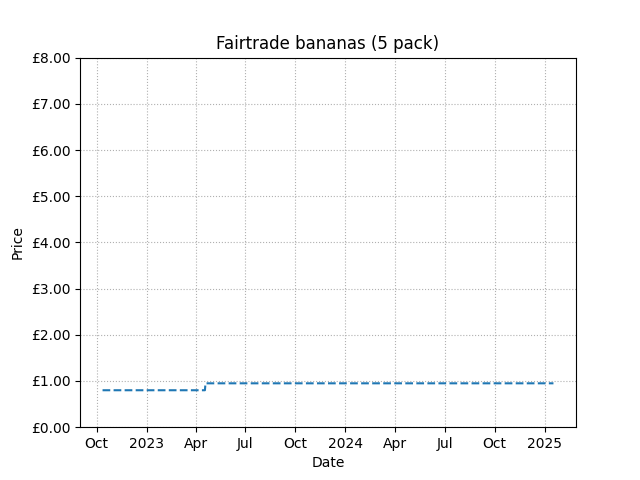 Fairtrade bananas (5 pack)
£8.00
£7.00
£6.00
£5.00
£4.00
£3.00
£2.00
£1.00
£0.00
Price
Oct 2023 Apr Jul Oct 2024 Apr Jul Oct 2025
Date